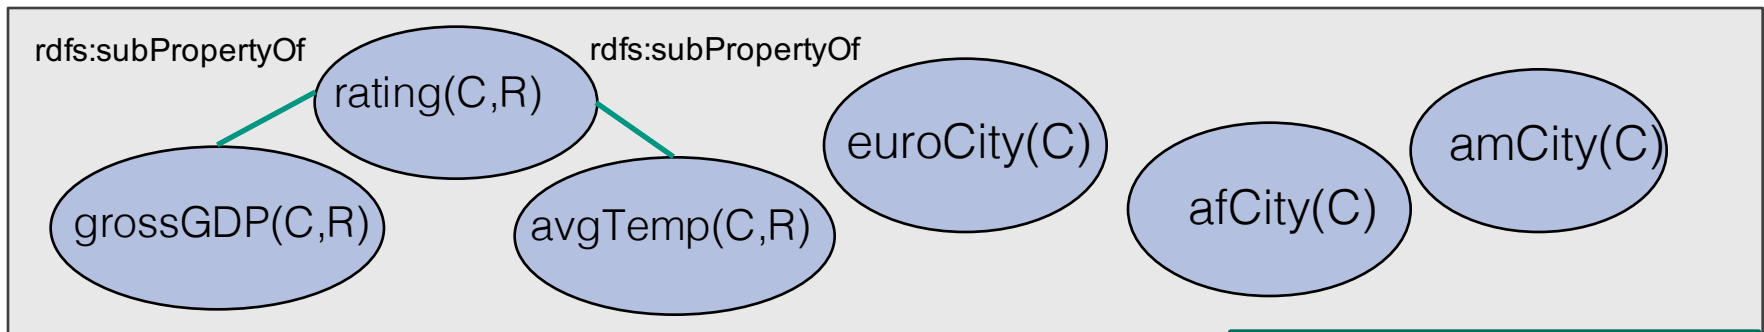 rdfs:subPropertyOf
rating(C,R)
rdfs:subPropertyOf
grossGDP(C,R)
avgTemp(C,R)
euroCity(C)
afCity(C)
amCity(C)